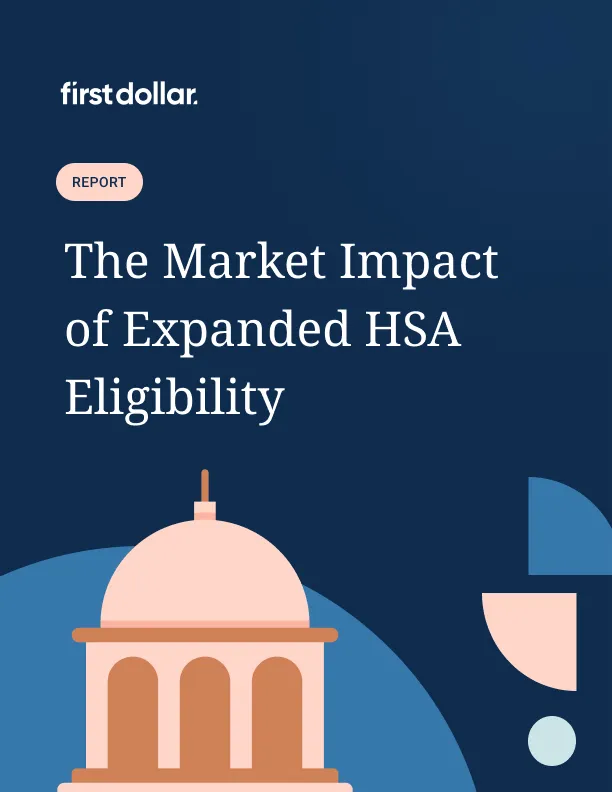 firstdollar.
REPORT
The Market Impact
of Expanded HSA
Eligibility